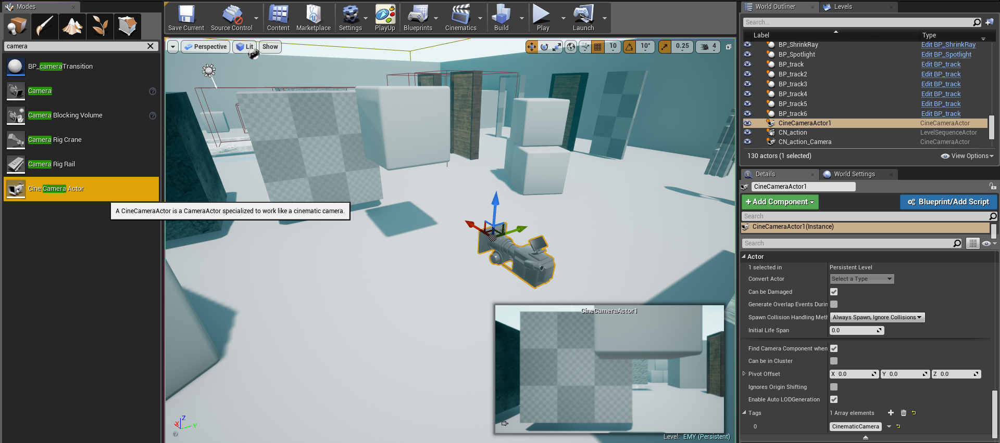 Modes
camera
BP_cameraTransition
Camera
Camera Blocking Volume
Camera Rig Crane
Camera Rig Rail
Cine Camera Actor
A CineCameraActor is a CameraActor specialized to work like a cinematic camera.
Save Current
Source Control
Content
Marketplace
Settings
PlayUp
Blueprints
Cinematics
Build
Play
Launch
Perspective
Lit
Show
10
10°
0.25
4
CineCameraActor1
Level: EMY (Persistent)
X
Y
Z
World Outliner
Levels
Search...
Label Type
BP_ShrinkRay Edit BP_ShrinkRay
BP_Spotlight Edit BP_Spotlight
BP_track Edit BP_track
BP_track2 Edit BP_track
BP_track3 Edit BP_track
BP_track4 Edit BP_track
BP_track5 Edit BP_track
BP_track6 Edit BP_track
CineCameraActor1 CineCameraActor
CN_action LevelSequenceActor
CN_action_Camera CineCameraActor
130 actors (1 selected) View Options
Details
World Settings
CineCameraActor1
+Add Component
Blueprint/Add Script
Search
CineCameraActor1(Instance)
Search
Actor
1 selected in Persistent Level
Convert Actor Select a Type
Can be Damaged
Generate Overlap Events Durin
Spawn Collision Handling Meth Always Spawn, Ignore Collisions
Initial Life Span 0.0
Find Camera Component when
Can be in Cluster
Pivot Offset X 0.0 Y 0.0 Z 0.0
Ignores Origin Shifting
Enable Auto LODGeneration
Tags 1 Array elements
0 CinematicCamera